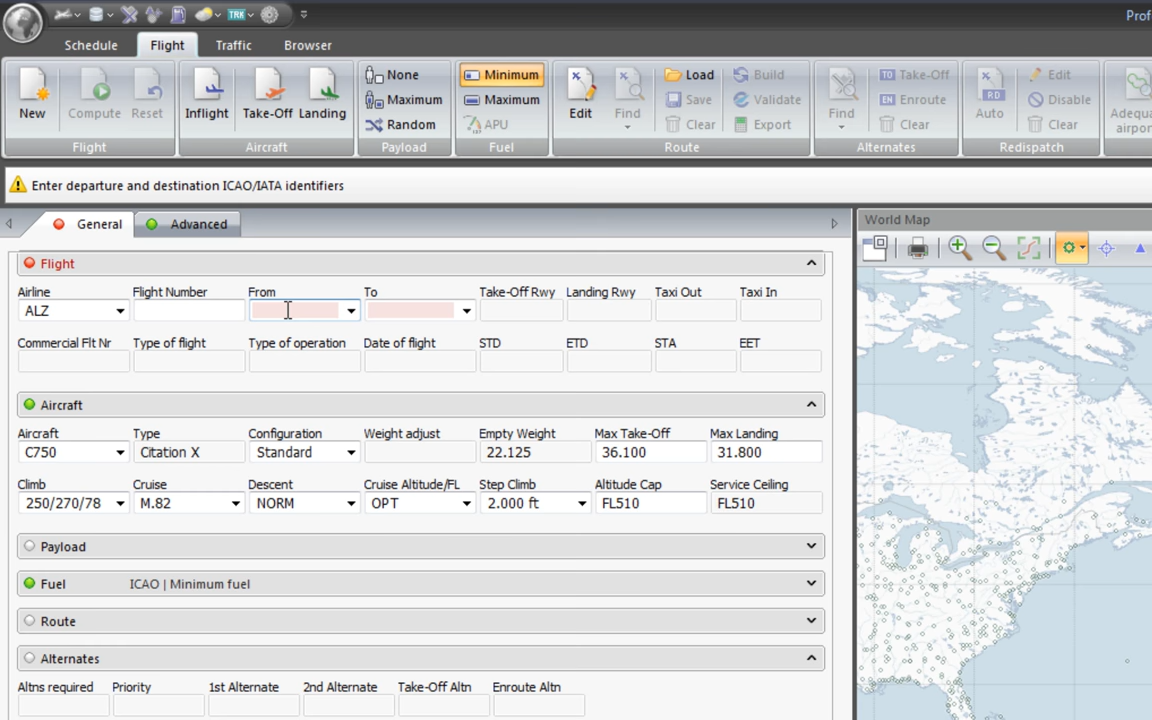 TRK
Prof
Schedule Flight Traffic Browser
None Minimum Load Build TO Take-Off Edit
Maximum Maximum Save Validate EN Enroute RD Disable
New Compute Reset Inflight Take-Off Landing Edit Find Find Auto Adequa
Random APU Clear Export Clear Clear airpor
Flight Aircraft Payload Fuel Route Alternates Redispatch
Enter departure and destination ICAO/IATA identifiers
General Advanced
World Map
Flight
Airline Flight Number From To Take-Off Rwy Landing Rwy Taxi Out Taxi In
ALZ
Commercial Flt Nr Type of flight Type of operation Date of flight STD ETD STA EET
Aircraft
Aircraft Type Configuration Weight adjust Empty Weight Max Take-Off Max Landing
C750 Citation X Standard 22.125 36.100 31.800
Climb Cruise Descent Cruise Altitude/FL Step Climb Altitude Cap Service Ceiling
250/270/78 M.82 NORM OPT 2.000 ft FL510 FL510
Payload
Fuel ICAO | Minimum fuel
Route
Alternates
Altns required Priority 1st Alternate 2nd Alternate Take-Off Altn Enroute Altn